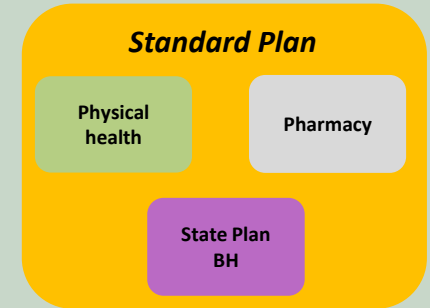 Standard Plan
Physical
health
Pharmacy
State Plan
BH